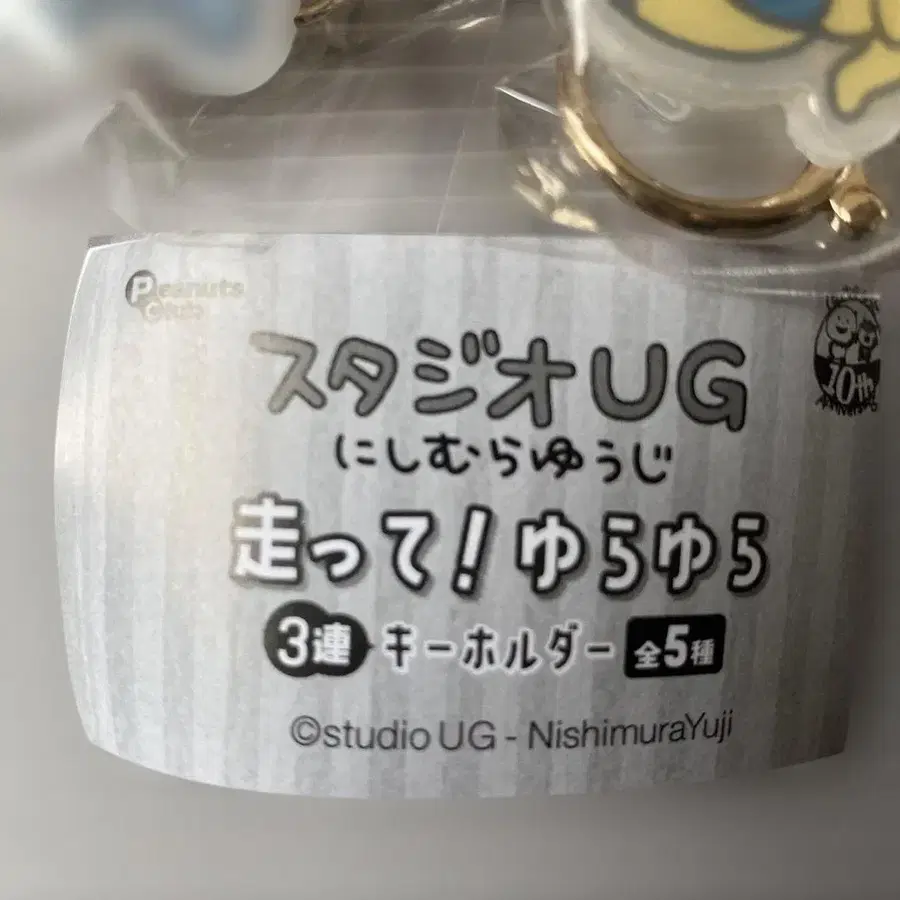 Peanuts
Club
スタジオUG
にしむらゆうじ
走って!ゆらゆら
3連 キーホルダー 全5種
©studio UG - NishimuraYuji
10th